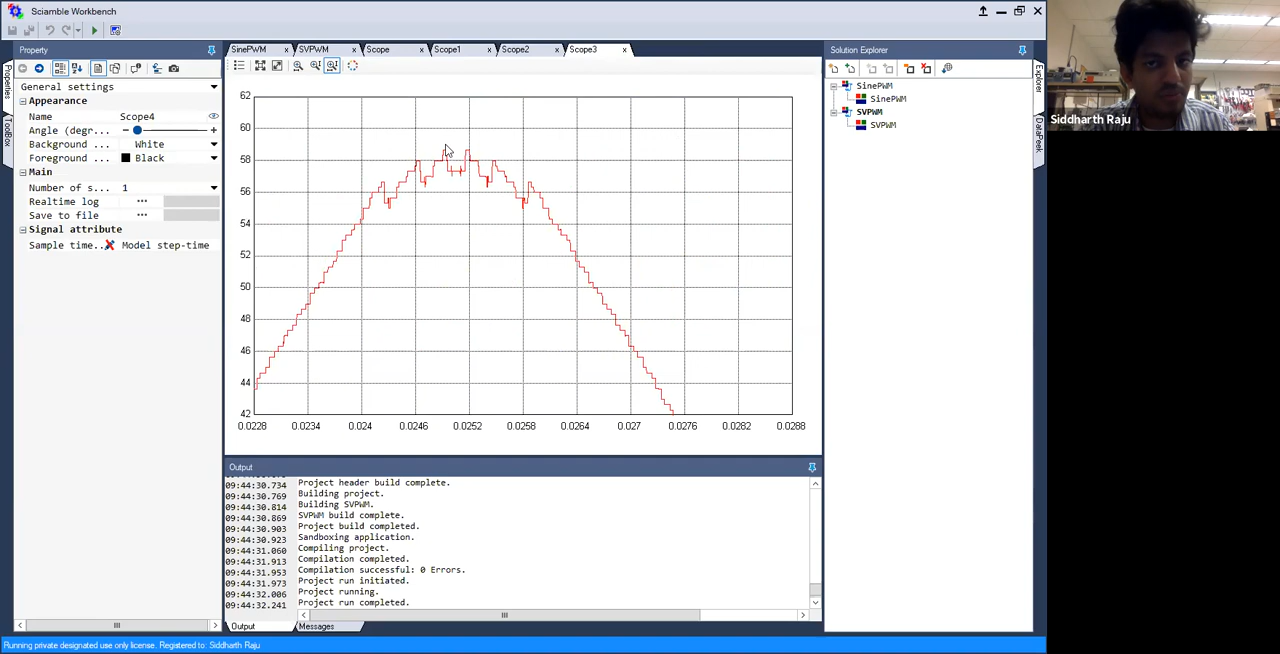 Sciamble Workbench
Property
SinePWM x SVPWM x Scope x Scope1 x Scope2 x Scope3 x
Solution Explorer
Properties
ToolBox
General settings
Appearance
Name Scope4
Angle (degr... − +
Background ... White
Foreground ... Black
Main
Number of s... 1
Realtime log ...
Save to file ...
Signal attribute
Sample time... Model step-time
62
60
58
56
54
52
50
48
46
44
42
0.0228 0.0234 0.024 0.0246 0.0252 0.0258 0.0264 0.027 0.0276 0.0282 0.0288
SinePWM
SinePWM
SVPWM
SVPWM
Explorer
DataPeek
Siddharth Raju
Output
09:44:30.734 Project header build complete.
09:44:30.769 Building project.
09:44:30.814 Building SVPWM.
09:44:30.869 SVPWM build complete.
09:44:30.903 Project build completed.
09:44:30.923 Sandboxing application.
09:44:31.060 Compiling project.
09:44:31.913 Compilation completed.
09:44:31.953 Compilation successful: 0 Errors.
09:44:31.973 Project run initiated.
09:44:32.006 Project running.
09:44:32.241 Project run completed.
Output Messages
Running private designated use only license. Registered to: Siddharth Raju